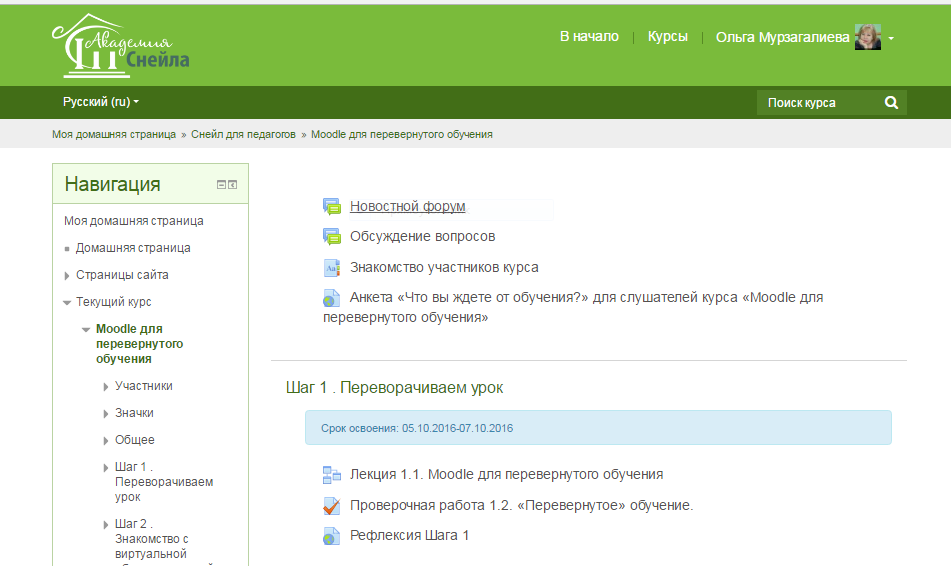 Академия
Снейла
В начало
Курсы
Ольга Мурзагалиева
Русский (ru)
Поиск курса
Моя домашняя страница » Снейл для педагогов » Moodle для перевернутого обучения
Навигация
Моя домашняя страница
Домашняя страница
Страницы сайта
Текущий курс
Moodle для
перевернутого
обучения
Участники
Значки
Общее
Шаг 1 .
Переворачиваем
урок
Шаг 2 .
Знакомство с
виртуальной
Новостной форум
Обсуждение вопросов
Знакомство участников курса
Анкета «Что вы ждете от обучения?» для слушателей курса «Moodle для
перевернутого обучения»
Шаг 1 . Переворачиваем урок
Срок освоения: 05.10.2016-07.10.2016
Лекция 1.1. Moodle для перевернутого обучения
Проверочная работа 1.2. «Перевернутое» обучение.
Рефлексия Шага 1